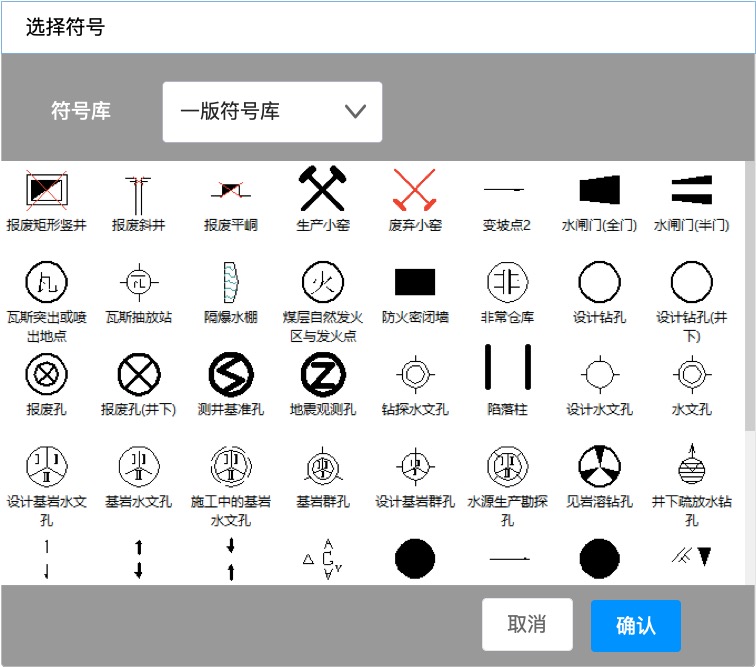 选择符号
符号库 一版符号库
报废矩形竖井 报废斜井 报废平峒 生产小窑 废弃小窑 变坡点2 水闸门(全门) 水闸门(半门)
瓦斯突出或喷 瓦斯抽放站 隔爆水棚 煤层自然发火 防火密闭墙 非常仓库 设计钻孔 设计钻孔(井
出地点 区与发火点 下)
报废孔 报废孔(井下) 测井基准孔 地震观测孔 钻探水文孔 陷落柱 设计水文孔 水文孔
设计基岩水文 基岩水文孔 施工中的基岩 基岩群孔 设计基岩群孔 水源生产勘探 见岩溶钻孔 井下疏放水钻
孔 水文孔 孔 孔
取消 确认